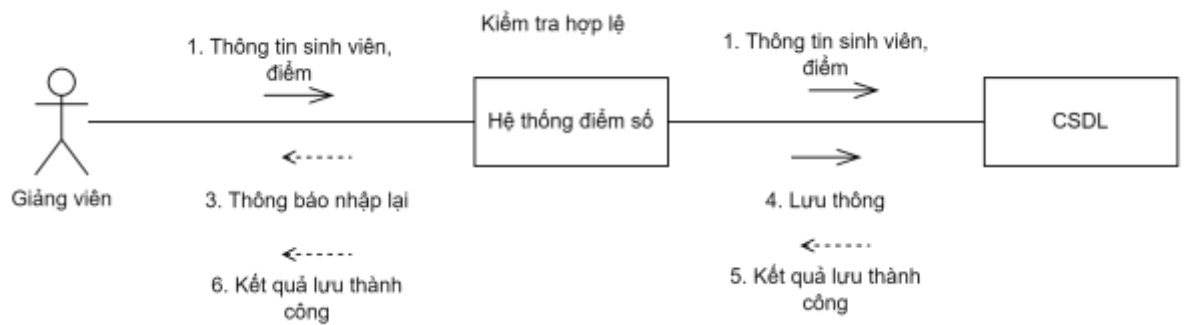 Kiểm tra hợp lệ
1. Thông tin sinh viên,
điểm
1. Thông tin sinh viên,
điểm
Hệ thống điểm số
CSDL
Giảng viên
3. Thông báo nhập lại
4. Lưu thông
6. Kết quả lưu thành
công
5. Kết quả lưu thành
công